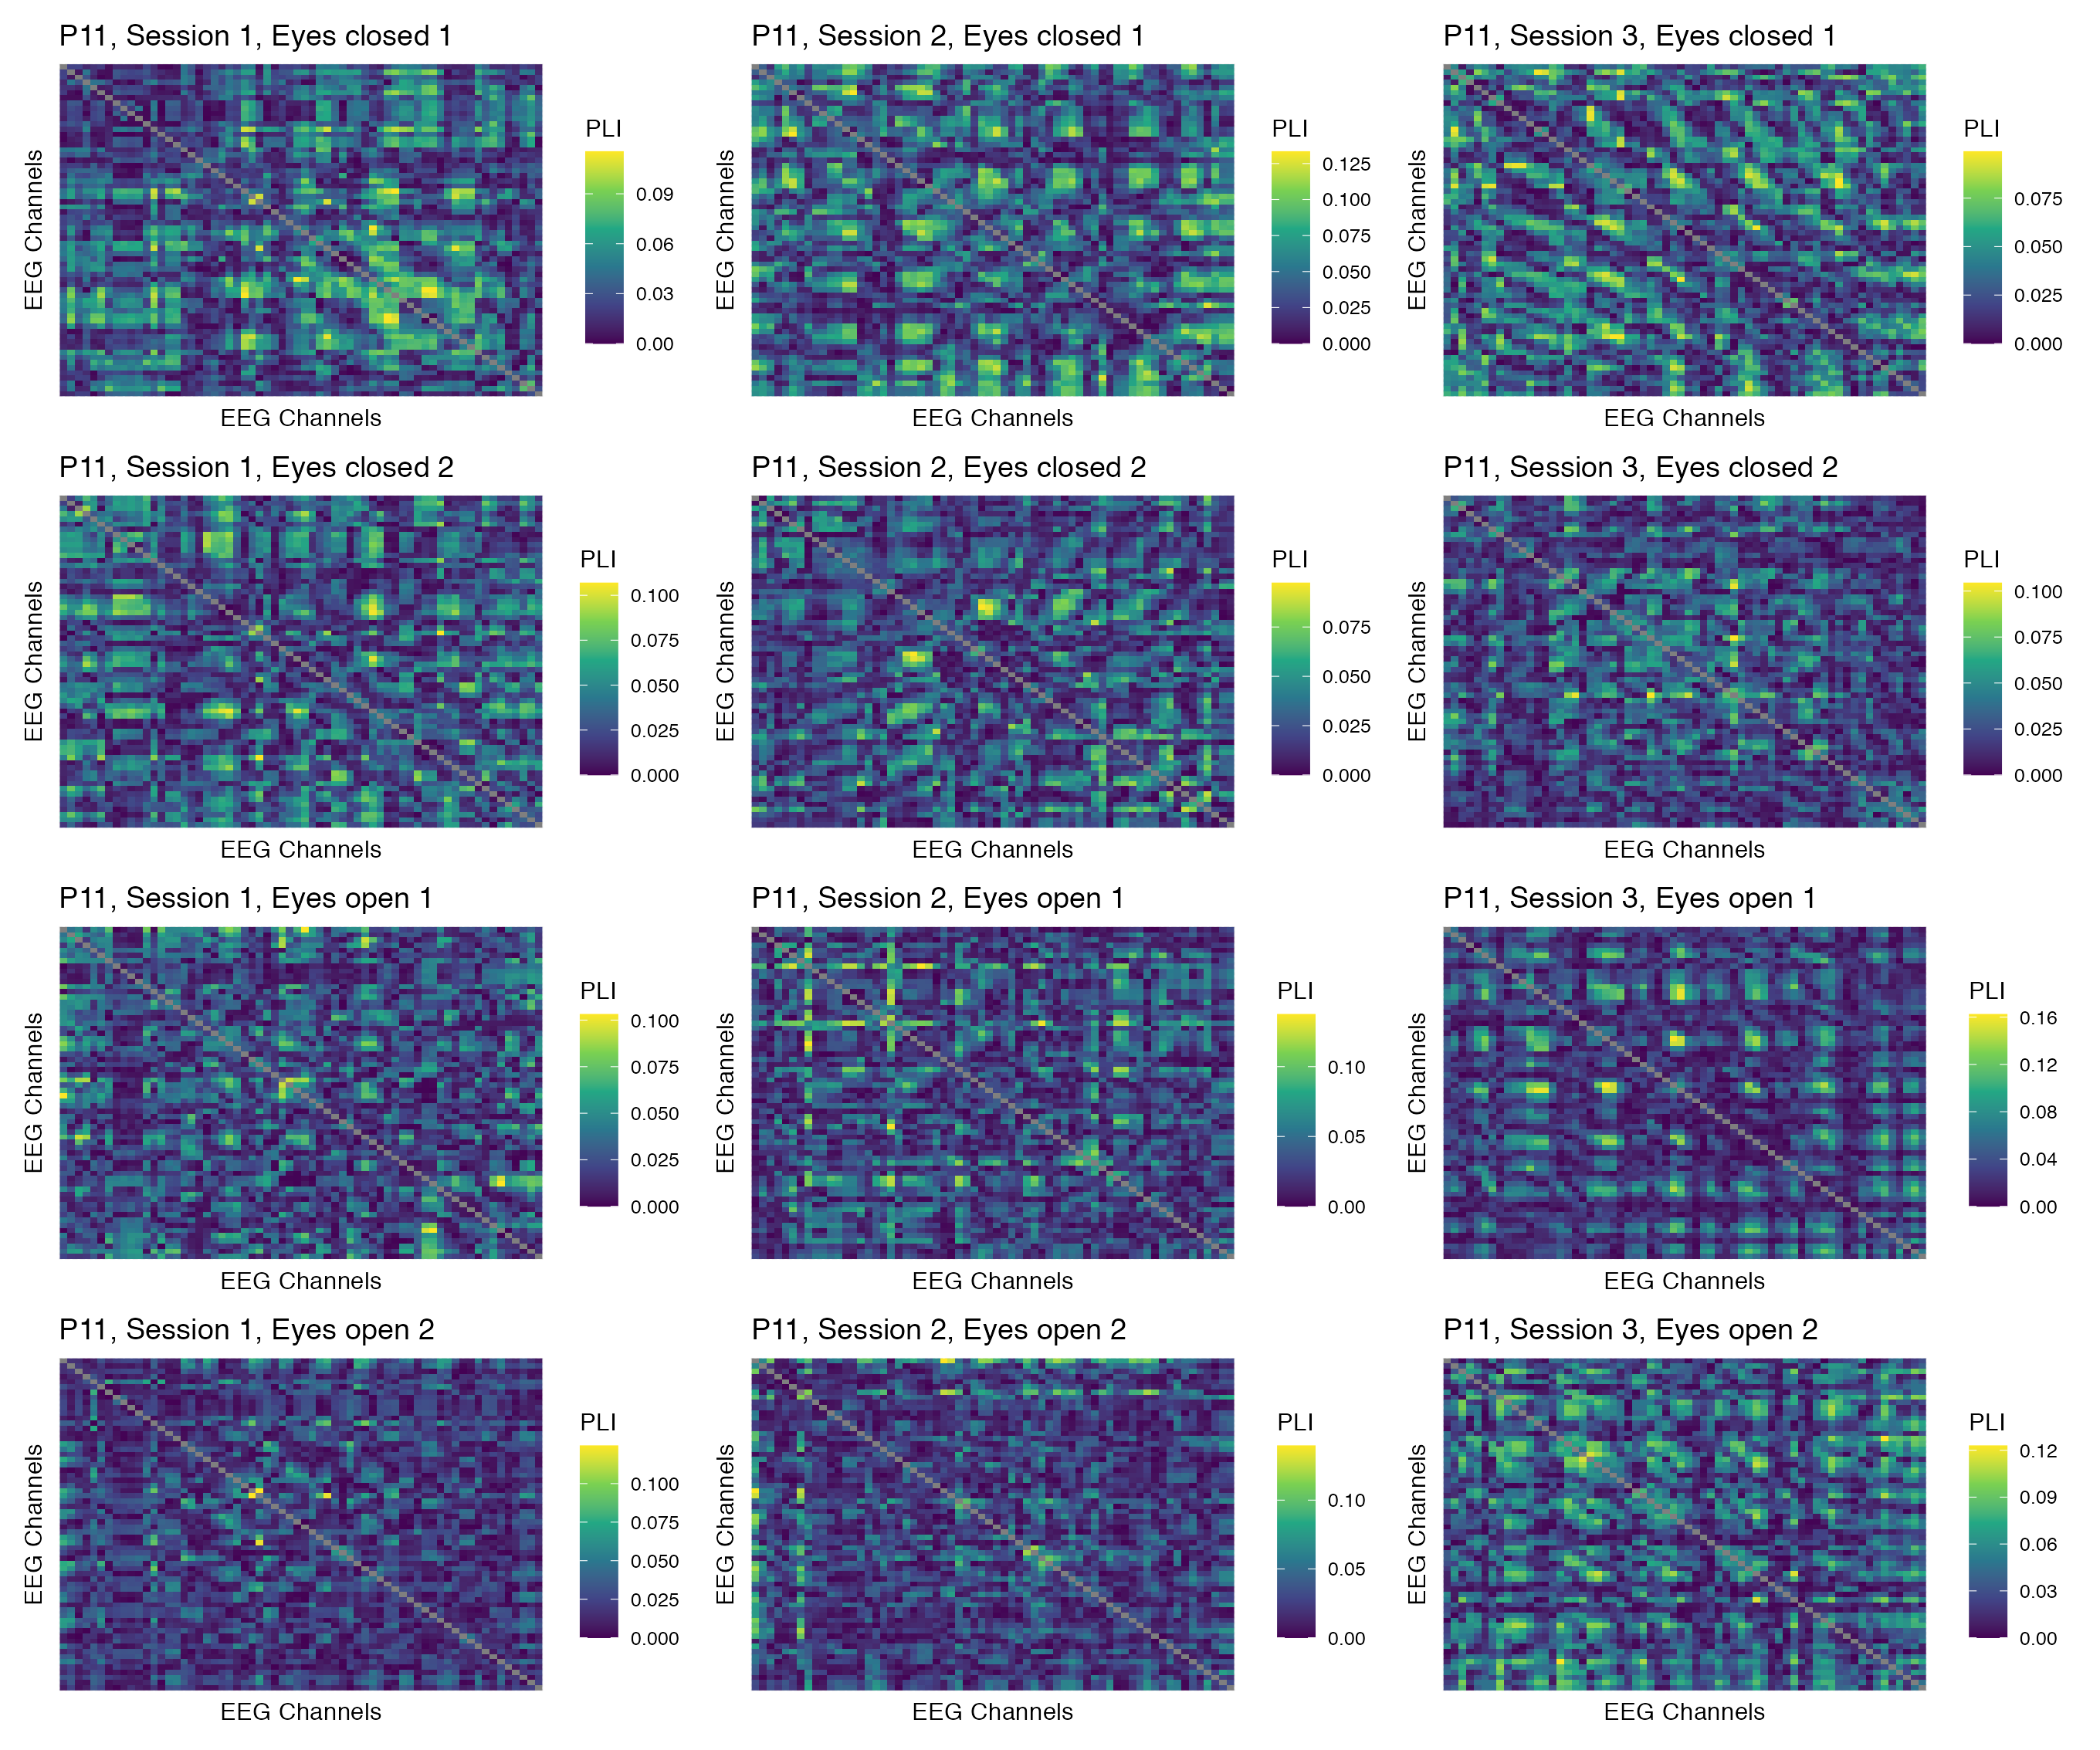 P11, Session 1, Eyes closed 1
EEG Channels
EEG Channels
PLI
0.09
0.06
0.03
0.00
P11, Session 2, Eyes closed 1
EEG Channels
EEG Channels
PLI
0.125
0.100
0.075
0.050
0.025
0.000
P11, Session 3, Eyes closed 1
EEG Channels
EEG Channels
PLI
0.075
0.050
0.025
0.000
P11, Session 1, Eyes closed 2
EEG Channels
EEG Channels
PLI
0.100
0.075
0.050
0.025
0.000
P11, Session 2, Eyes closed 2
EEG Channels
EEG Channels
PLI
0.075
0.050
0.025
0.000
P11, Session 3, Eyes closed 2
EEG Channels
EEG Channels
PLI
0.100
0.075
0.050
0.025
0.000
P11, Session 1, Eyes open 1
EEG Channels
EEG Channels
PLI
0.100
0.075
0.050
0.025
0.000
P11, Session 2, Eyes open 1
EEG Channels
EEG Channels
PLI
0.10
0.05
0.00
P11, Session 3, Eyes open 1
EEG Channels
EEG Channels
PLI
0.16
0.12
0.08
0.04
0.00
P11, Session 1, Eyes open 2
EEG Channels
EEG Channels
PLI
0.100
0.075
0.050
0.025
0.000
P11, Session 2, Eyes open 2
EEG Channels
EEG Channels
PLI
0.10
0.05
0.00
P11, Session 3, Eyes open 2
EEG Channels
EEG Channels
PLI
0.12
0.09
0.06
0.03
0.00